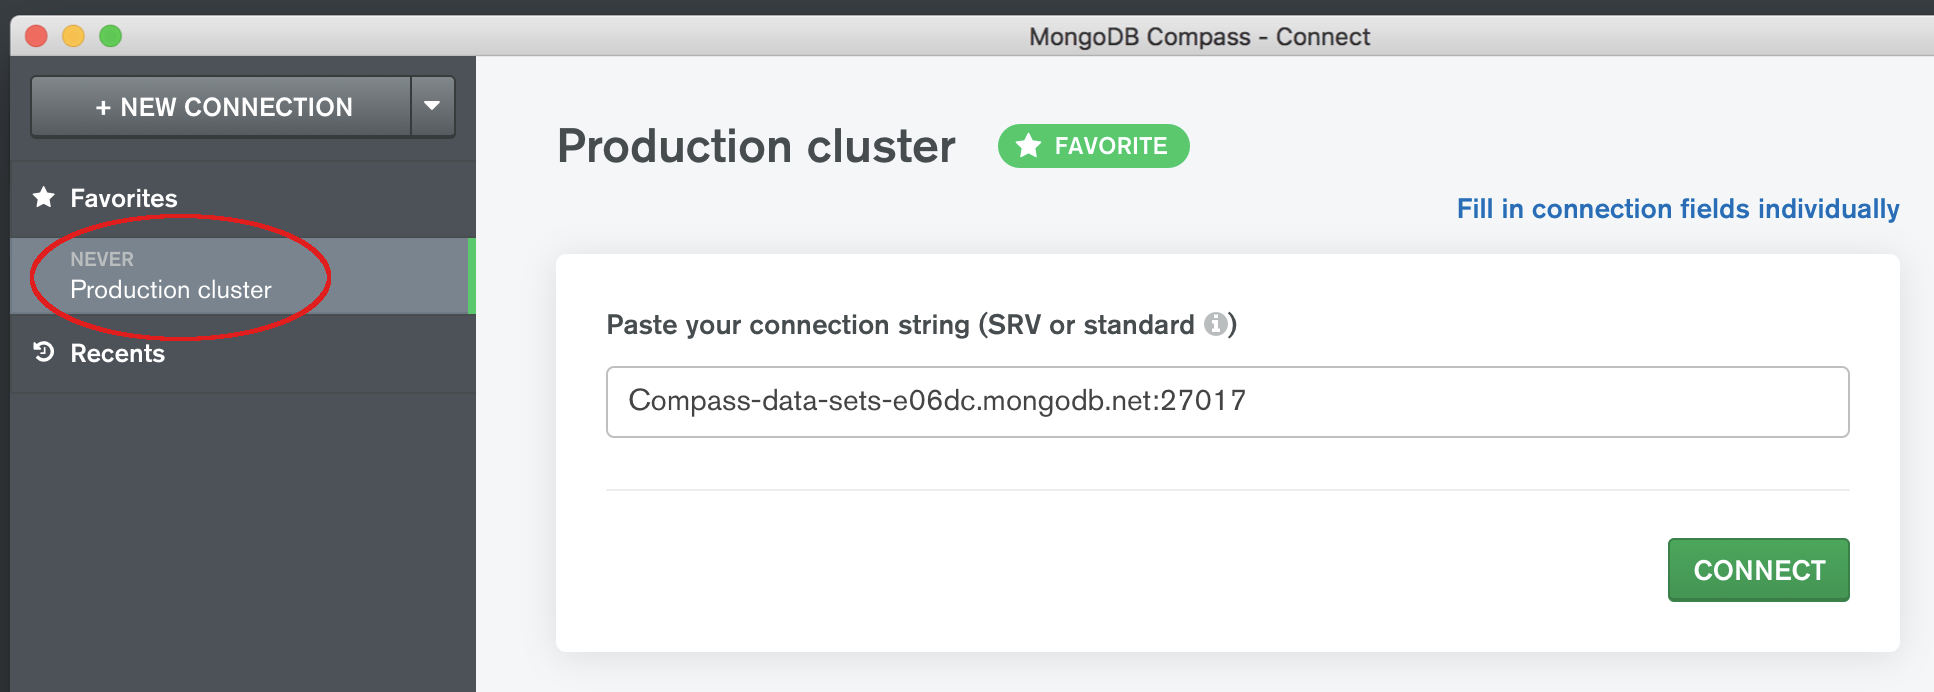 MongoDB Compass - Connect
+ NEW CONNECTION
Favorites
NEVER
Production cluster
Recents
Production cluster
FAVORITE
Fill in connection fields individually
Paste your connection string (SRV or standard i)
Compass-data-sets-e06dc.mongodb.net:27017
CONNECT